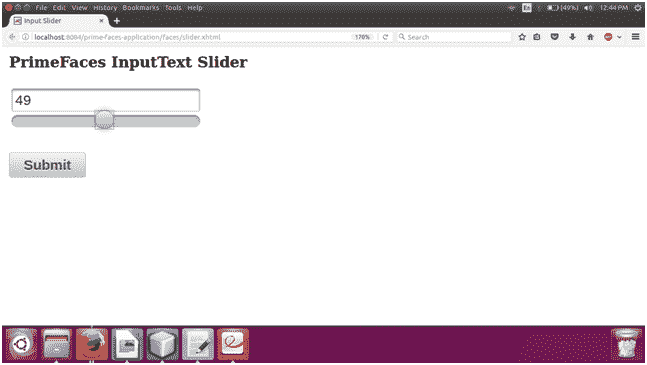 File Edit View History Bookmarks Tools Help
En (49%) 12:44 PM
Input Slider
localhost:8084/prime-faces-application/faces/slider.xhtml 170% Search
PrimeFaces InputText Slider
49
Submit